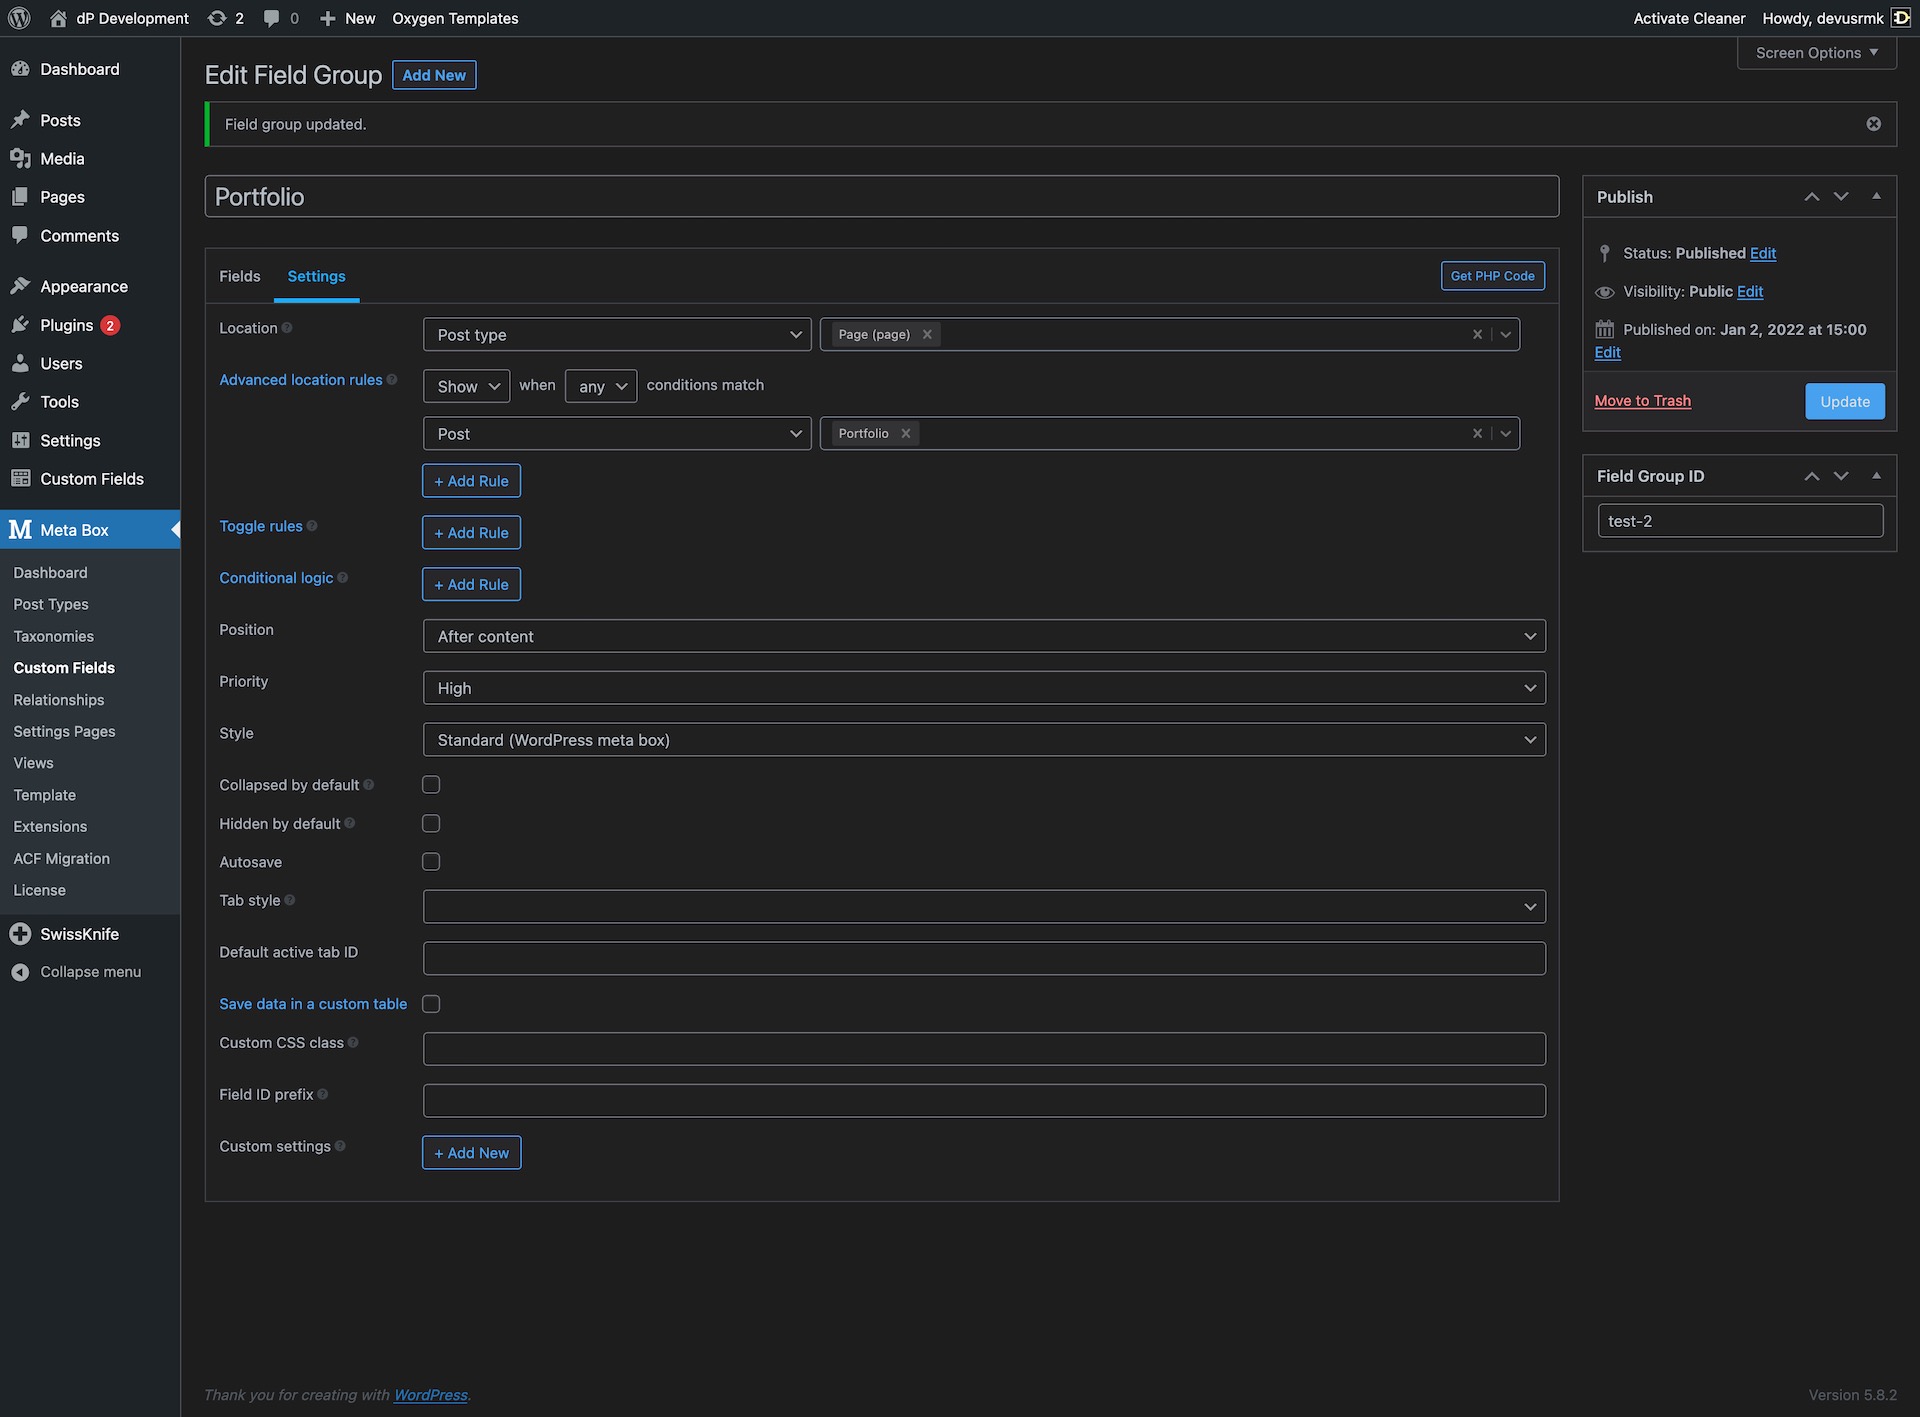 dP Development 2 0 New Oxygen Templates Activate Cleaner Howdy, devusrmk
Screen Options
Dashboard
Posts
Media
Pages
Comments
Appearance
Plugins 2
Users
Tools
Settings
Custom Fields
Meta Box
Dashboard
Post Types
Taxonomies
Custom Fields
Relationships
Settings Pages
Views
Template
Extensions
ACF Migration
License
SwissKnife
Collapse menu
Edit Field Group Add New
Field group updated.
Portfolio
Fields Settings Get PHP Code
Location Post type Page (page)
Advanced location rules Show when any conditions match
Post Portfolio
+ Add Rule
Toggle rules + Add Rule
Conditional logic + Add Rule
Position After content
Priority High
Style Standard (WordPress meta box)
Collapsed by default
Hidden by default
Autosave
Tab style
Default active tab ID
Save data in a custom table
Custom CSS class
Field ID prefix
Custom settings + Add New
Publish
Status: Published Edit
Visibility: Public Edit
Published on: Jan 2, 2022 at 15:00
Edit
Move to Trash Update
Field Group ID
test-2
Thank you for creating with WordPress. Version 5.8.2